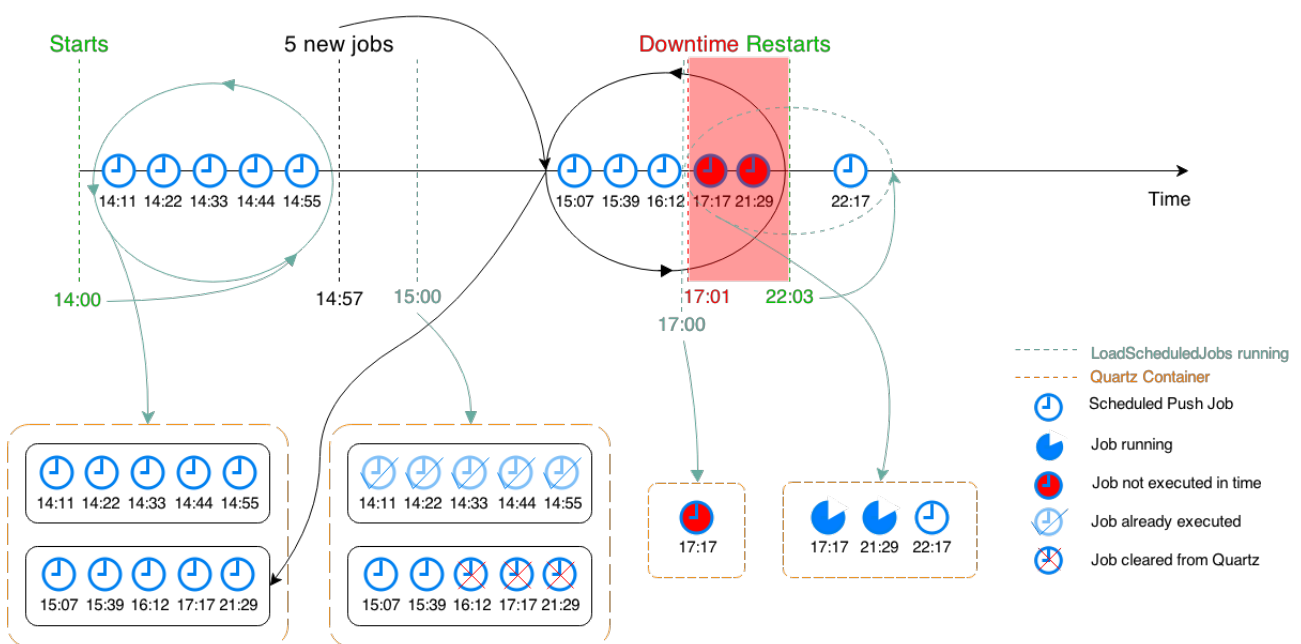 Starts
5 new jobs
Downtime Restarts
14:11 14:22 14:33 14:44 14:55
15:07 15:39 16:12 17:17 21:29
22:17
Time
14:00
14:57
15:00
17:01
22:03
17:00
LoadScheduledJobs running
Quartz Container
Scheduled Push Job
Job running
Job not executed in time
Job already executed
Job cleared from Quartz
14:11 14:22 14:33 14:44 14:55
15:07 15:39 16:12 17:17 21:29
14:11 14:22 14:33 14:44 14:55
15:07 15:39 16:12 17:17 21:29
17:17
17:17 21:29 22:17